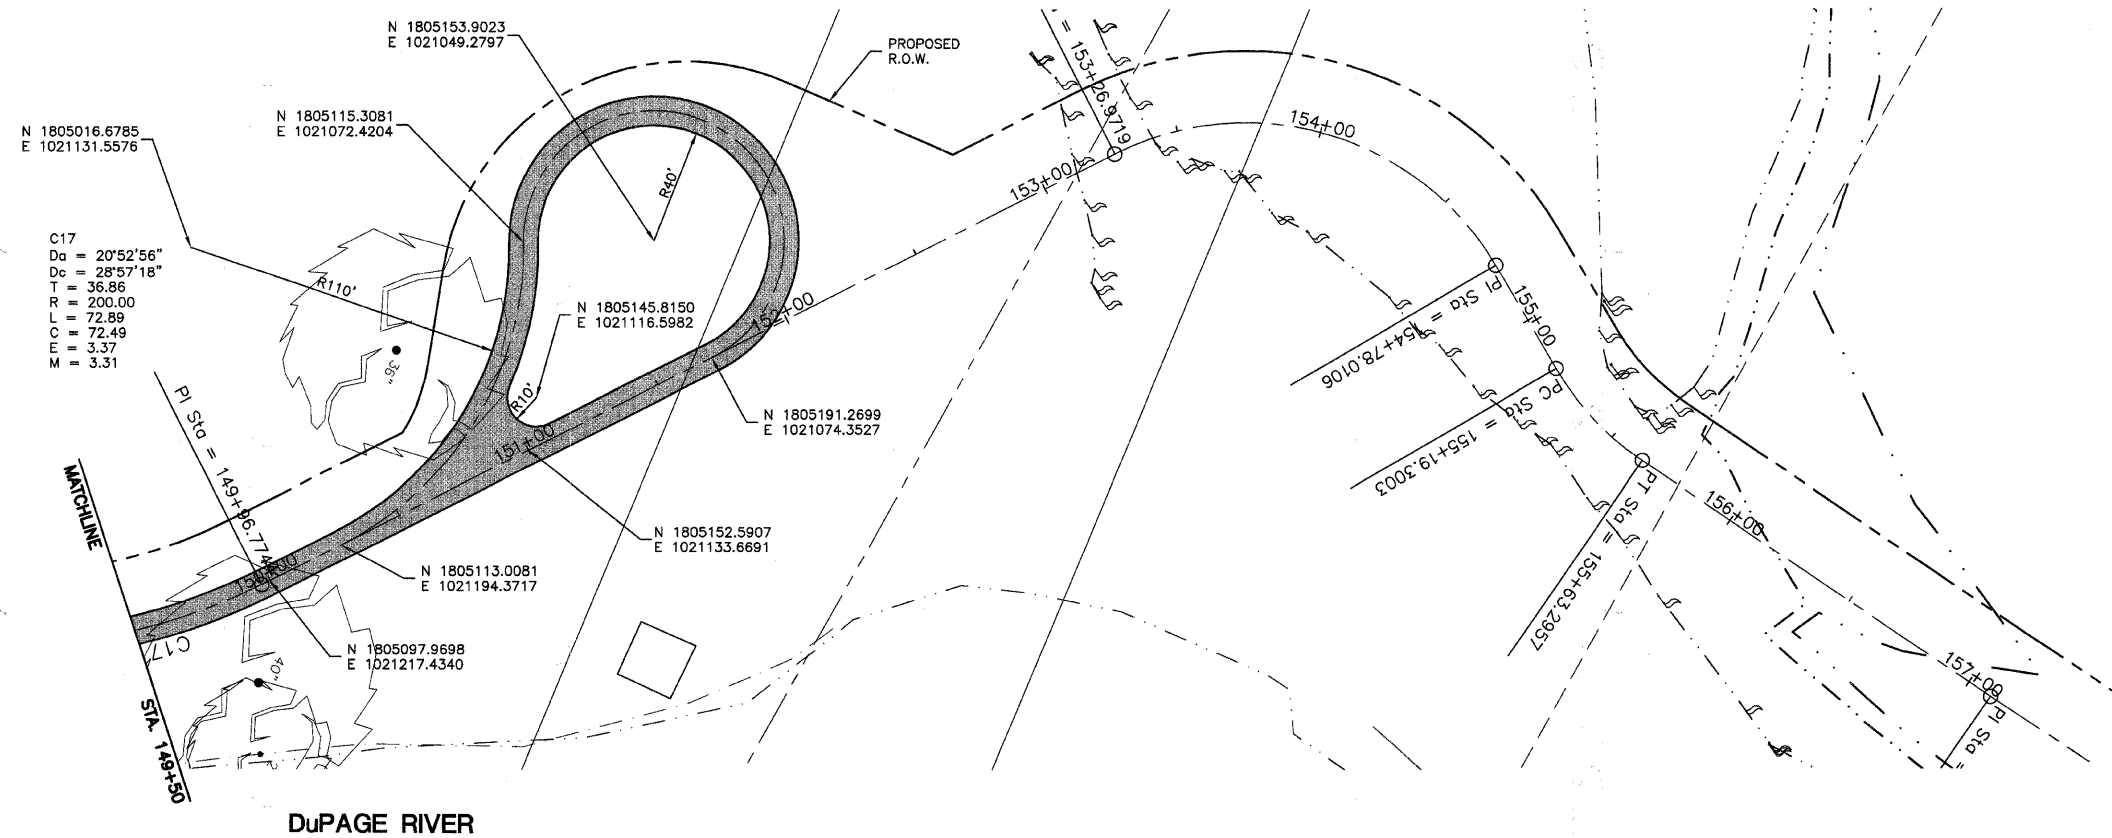 N 1805153.9023
E 1021049.2797
PROPOSED
R.O.W.
= 153+26.9719
154+00
N 1805115.3081
E 1021072.4204
N 1805016.6785
E 1021131.5576
R40'
153+00
C17
Da = 20°52'56"
Dc = 28°57'18"
T = 36.86
R = 200.00
L = 72.89
C = 72.49
E = 3.37
M = 3.31
R110'
N 1805145.8150
E 1021116.5982
152+00
155+00
PI Sta = 154+78.0106
36"
R10'
PI Sta = 149+96.774
N 1805191.2699
E 1021074.3527
PC Sta = 155+19.3003
151+00
MATCHLINE
STA. 149+50
N 1805152.5907
E 1021133.6691
PT Sta = 155+63.2957
156+00
150+00
N 1805113.0081
E 1021194.3717
C17
N 1805097.9698
E 1021217.4340
40"
157+00
PI Sta =
DuPAGE RIVER